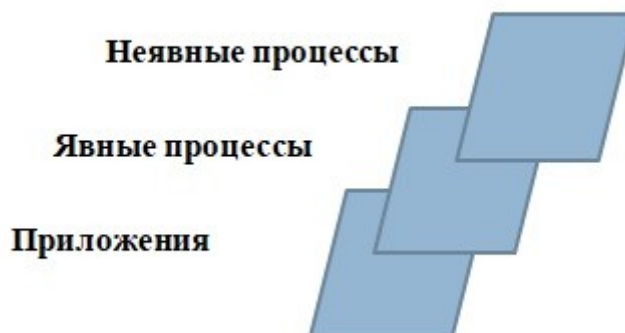 Неявные процессы
Явные процессы
Приложения